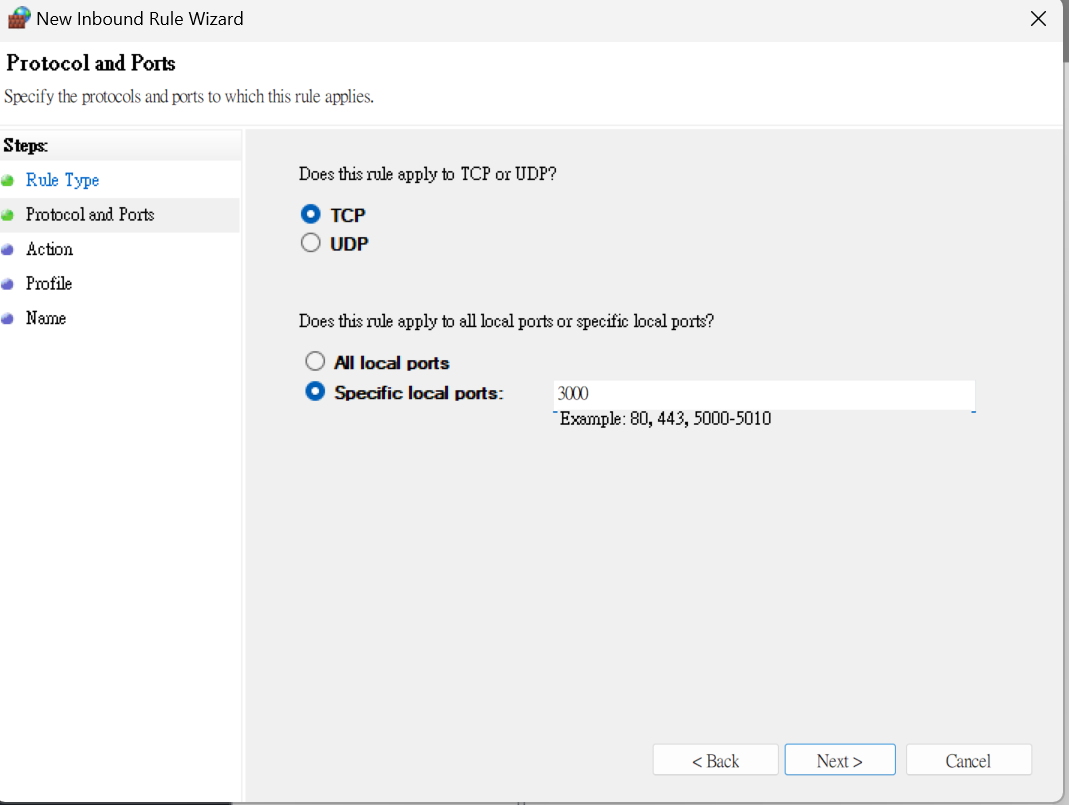 New Inbound Rule Wizard
Protocol and Ports
Specify the protocols and ports to which this rule applies.
Steps:
Rule Type
Protocol and Ports
Action
Profile
Name
Does this rule apply to TCP or UDP?
TCP
UDP
Does this rule apply to all local ports or specific local ports?
All local ports
Specific local ports:
3000
Example: 80, 443, 5000-5010
< Back
Next >
Cancel